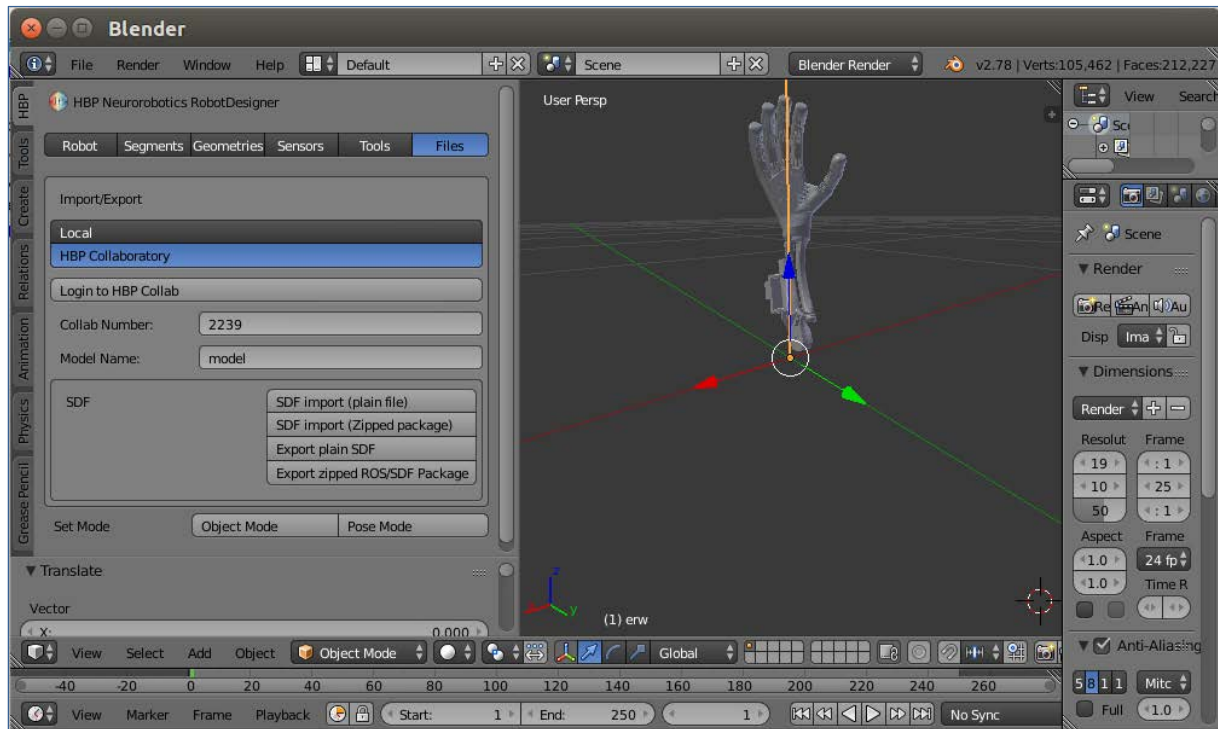 Blender
File Render Window Help Default Scene Blender Render v2.78 | Verts:105,462 | Faces:212,227
HBP
Tools
Create
Relations
Animation
Physics
Grease Pencil
HBP Neurorobotics RobotDesigner
Robot Segments Geometries Sensors Tools Files
Import/Export
Local
HBP Collaboratory
Login to HBP Collab
Collab Number: 2239
Model Name: model
SDF
SDF import (plain file)
SDF import (Zipped package)
Export plain SDF
Export zipped ROS/SDF Package
Set Mode Object Mode Pose Mode
Translate
Vector
X: 0.000
User Persp
z
y
(1) erw
View Select Add Object Object Mode Global
-40 -20 0 20 40 60 80 100 120 140 160 180 200 220 240 260
View Marker Frame Playback Start: 1 End: 250 1 No Sync
View Search
Sc
Scene
Render
Re An Au
Disp Ima
Dimensions
Render
Resolut Frame
19 : 1
10 25
50 : 1
Aspect Frame
1.0 24 fp
1.0 Time R
Anti-Aliasing
5 8 1 1 Mitc
Full 1.0